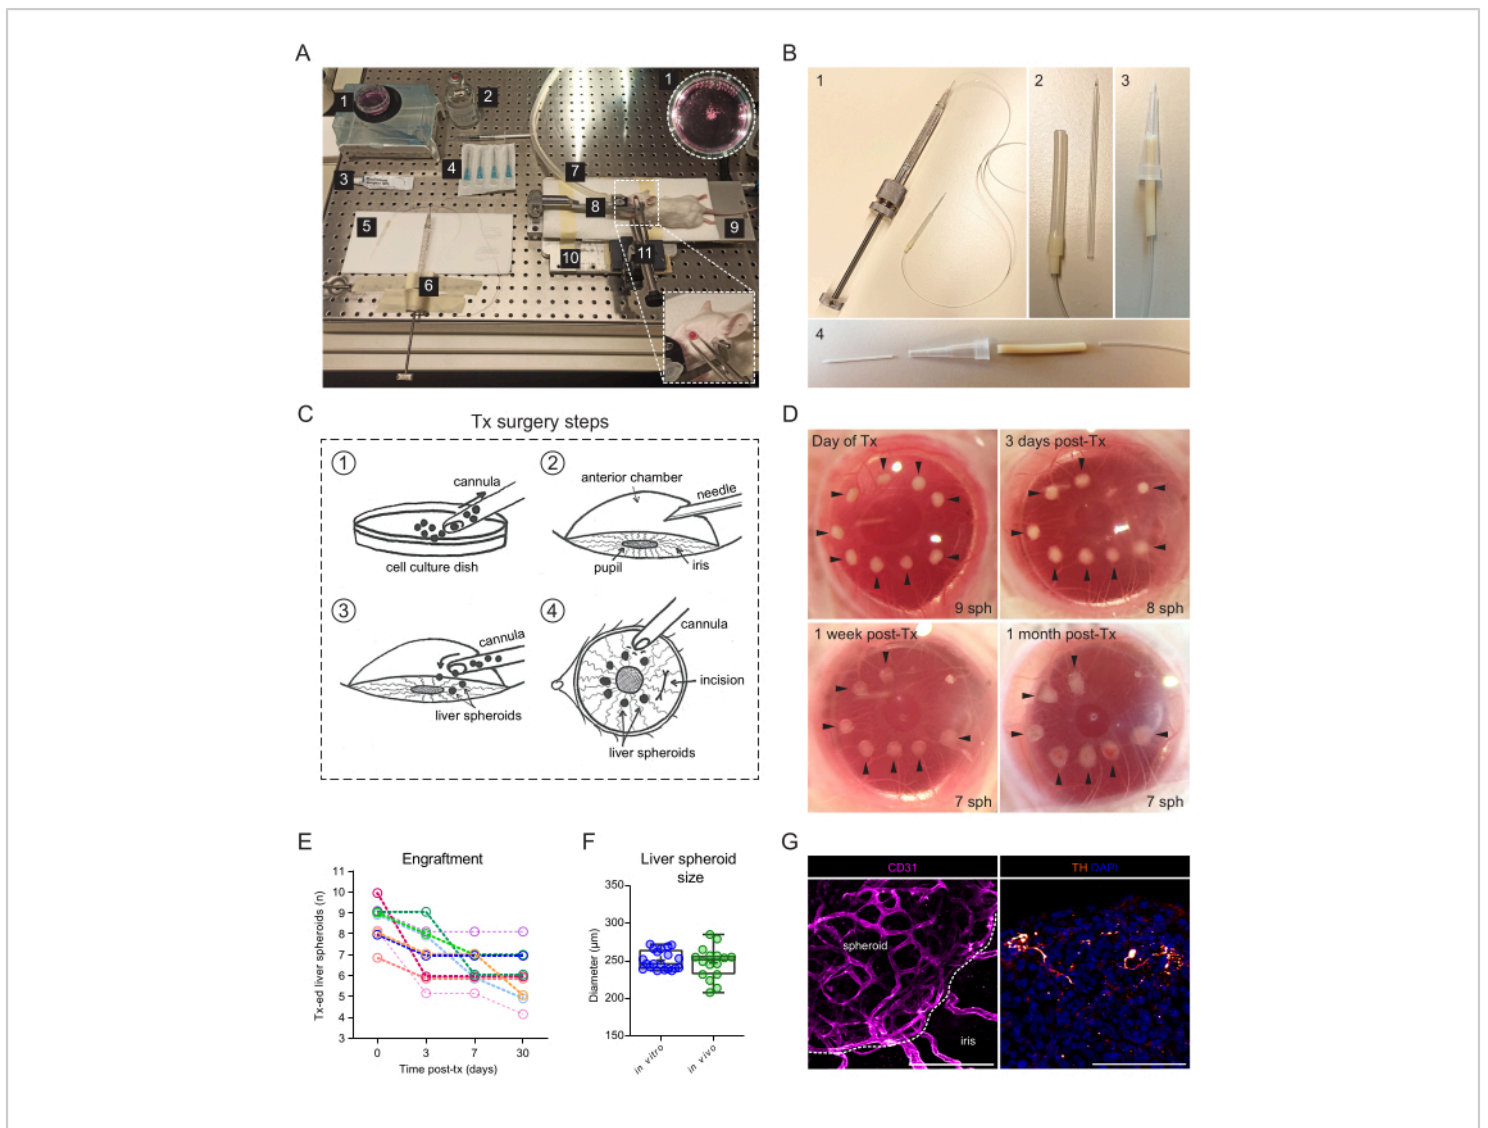 A
1
2
1
3
4
5
6
7
8
9
10
11
B
1
2
3
4
C
Tx surgery steps
1
cannula
cell culture dish
2
anterior chamber
needle
pupil
iris
3
cannula
liver spheroids
4
cannula
incision
liver spheroids
D
Day of Tx
9 sph
3 days post-Tx
8 sph
1 week post-Tx
7 sph
1 month post-Tx
7 sph
E
Engraftment
Tx-ed liver spheroids (n)
11
10
9
8
7
6
5
4
3
0 3 7 30
Time post-tx (days)
F
Liver spheroid
size
Diameter (µm)
350
300
250
200
150
in vitro
in vivo
G
CD31
spheroid
iris
TH DAPI